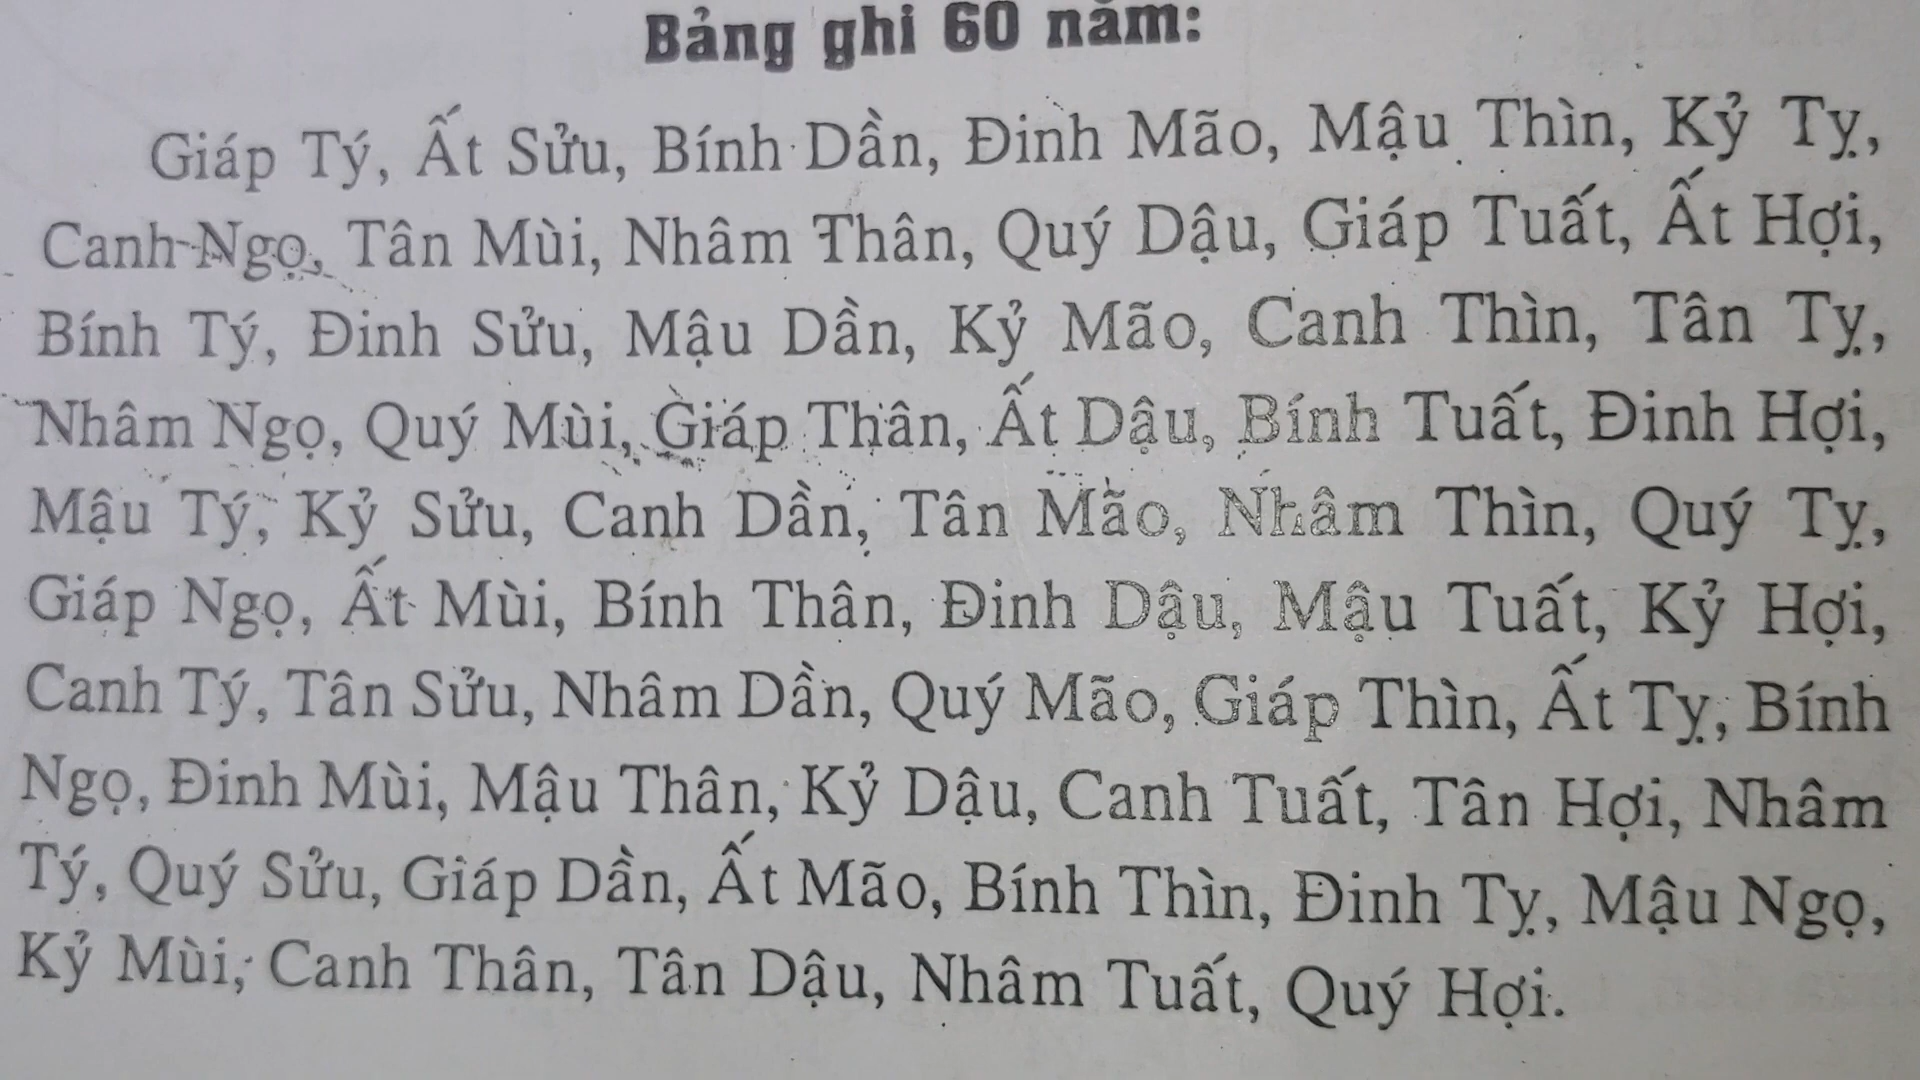 Bảng ghi 60 năm:
Giáp Tý, Ất Sửu, Bính Dần, Đinh Mão, Mậu Thìn, Kỷ Tỵ,
Canh Ngọ, Tân Mùi, Nhâm Thân, Quý Dậu, Giáp Tuất, Ất Hợi,
Bính Tý, Đinh Sửu, Mậu Dần, Kỷ Mão, Canh Thìn, Tân Tỵ,
Nhâm Ngọ, Quý Mùi, Giáp Thân, Ất Dậu, Bính Tuất, Đinh Hợi,
Mậu Tý, Kỷ Sửu, Canh Dần, Tân Mão, Nhâm Thìn, Quý Tỵ,
Giáp Ngọ, Ất Mùi, Bính Thân, Đinh Dậu, Mậu Tuất, Kỷ Hợi,
Canh Tý, Tân Sửu, Nhâm Dần, Quý Mão, Giáp Thìn, Ất Tỵ, Bính
Ngọ, Đinh Mùi, Mậu Thân, Kỷ Dậu, Canh Tuất, Tân Hợi, Nhâm
Tý, Quý Sửu, Giáp Dần, Ất Mão, Bính Thìn, Đinh Tỵ, Mậu Ngọ,
Kỷ Mùi, Canh Thân, Tân Dậu, Nhâm Tuất, Quý Hợi.